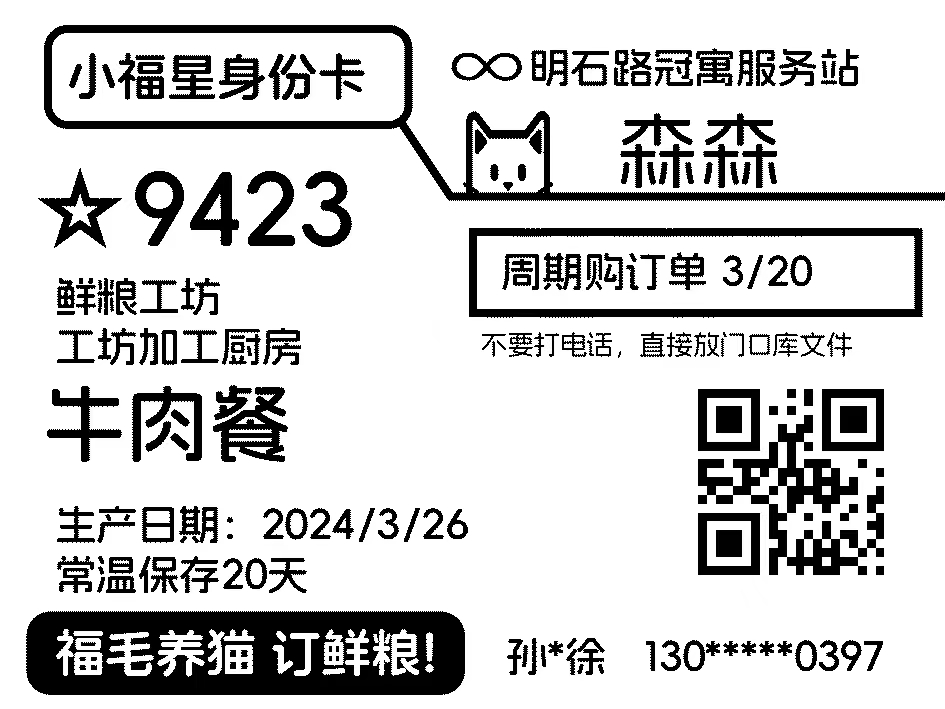 小福星身份卡
明石路冠寓服务站
森森
☆9423
周期购订单 3/20
鲜粮工坊
工坊加工厨房
不要打电话，直接放门口库文件
牛肉餐
生产日期：2024/3/26
常温保存20天
福毛养猫 订鲜粮!
孙*徐 130*****0397